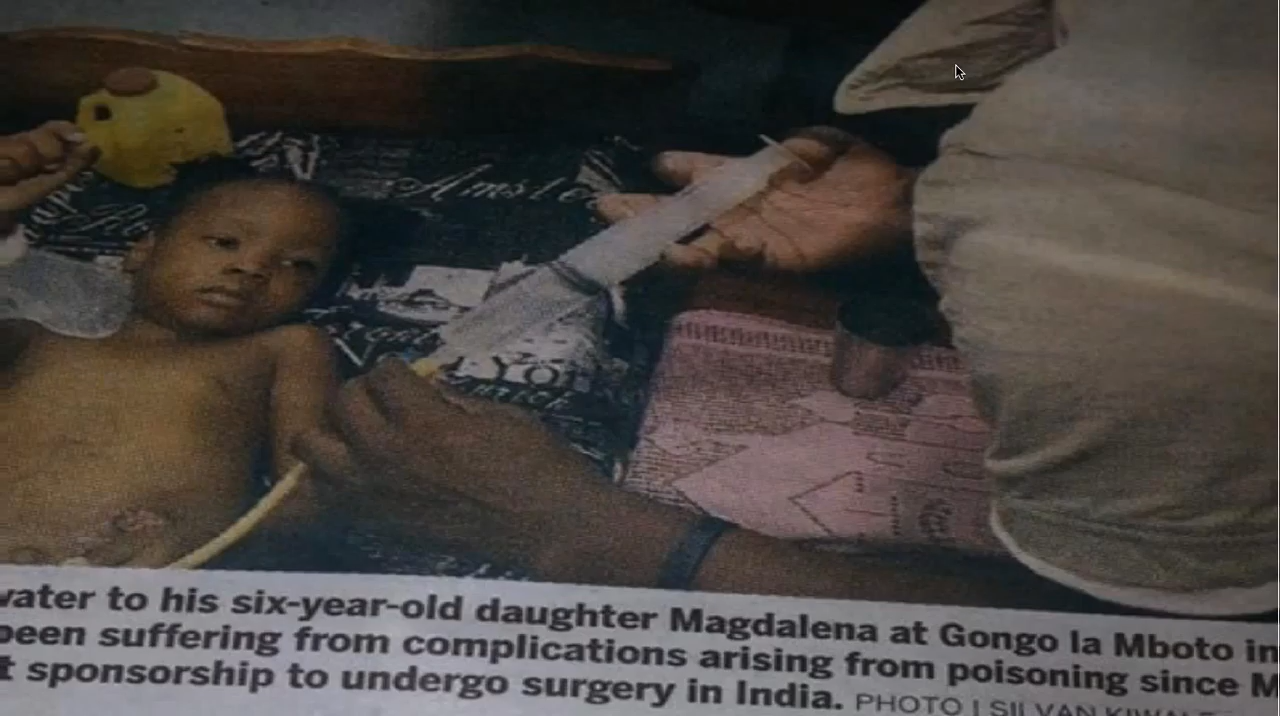 Amste
water to his six-year-old daughter Magdalena at Gongo la Mboto in
been suffering from complications arising from poisoning since M
t sponsorship to undergo surgery in India. PHOTO | SILVAN